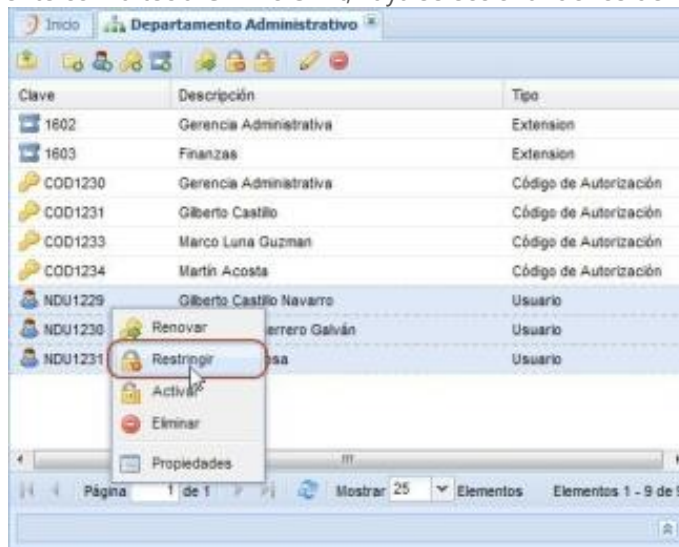 Inicio Departamento Administrativo
Clave Descripción Tipo
1602 Gerencia Administrativa Extension
1603 Finanzas Extension
COD1230 Gerencia Administrativa Código de Autorización
COD1231 Gilberto Castillo Código de Autorización
COD1233 Marco Luna Guzman Código de Autorización
COD1234 Martín Acosta Código de Autorización
NDU1229 Gilberto Castillo Navarro Usuario
NDU1230 errero Galván Usuario
NDU1231 sa Usuario
Renovar
Restringir
Activar
Eliminar
Propiedades
Página 1 de 1 Mostrar 25 Elementos Elementos 1 - 9 de 9